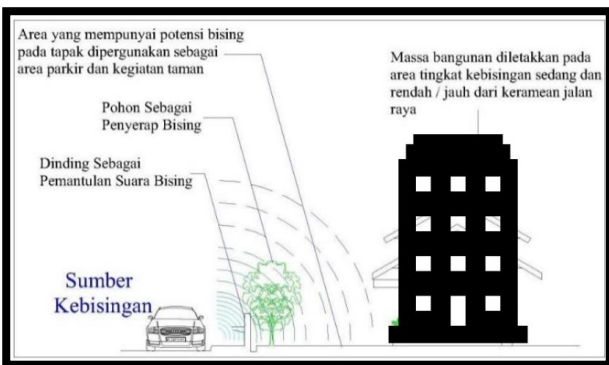 Area yang mempunyai potensi bising
pada tapak dipergunakan sebagai
area parkir dan kegiatan taman
Pohon Sebagai
Penyerap Bising
Dinding Sebagai
Pemantulan Suara Bising
Sumber
Kebisingan
Massa bangunan diletakkan pada
area tingkat kebisingan sedang dan
rendah / jauh dari keramean jalan
raya